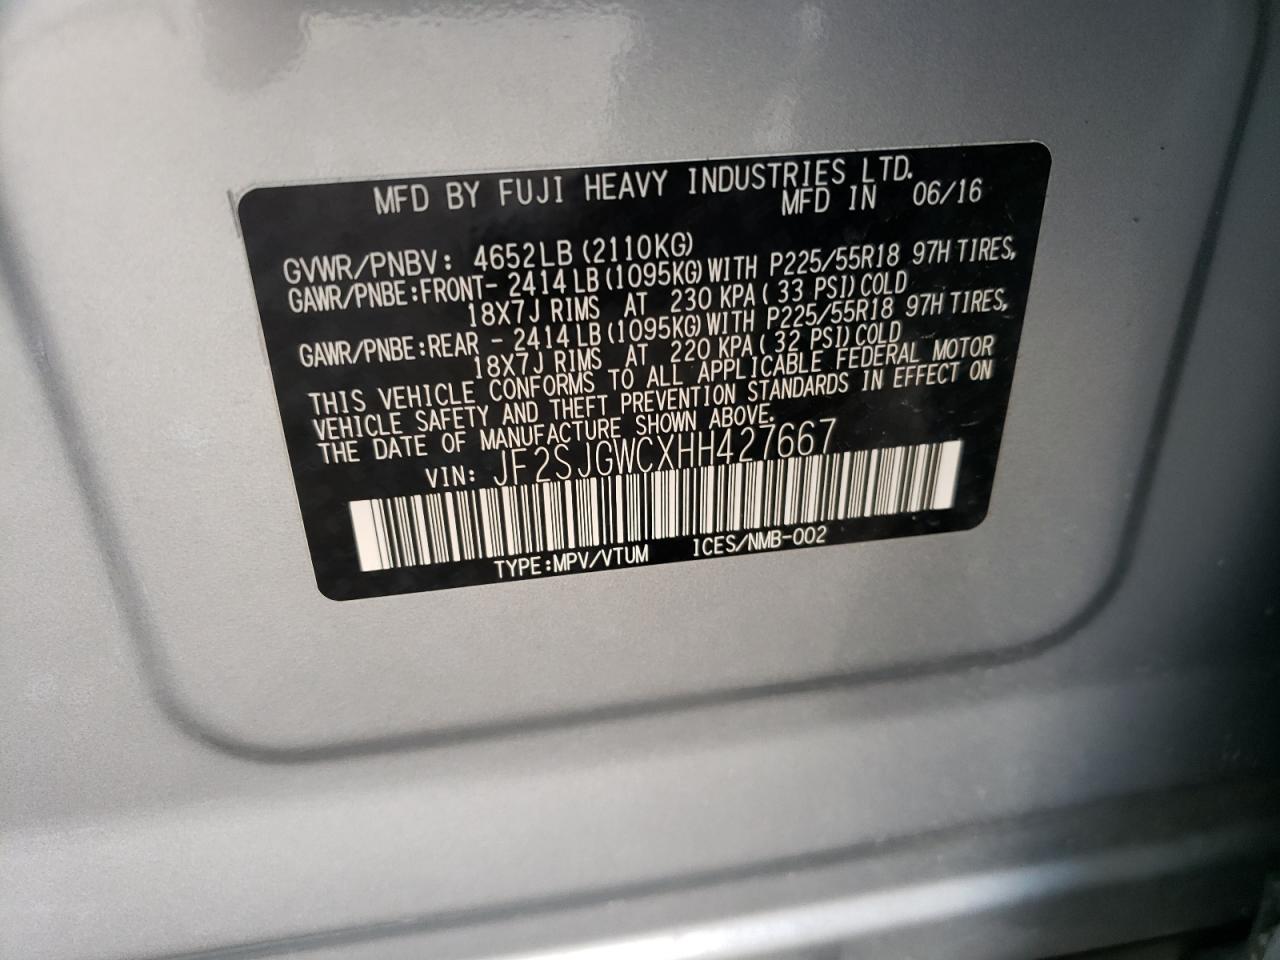 MFD BY FUJI HEAVY INDUSTRIES LTD.
MFD IN 06/16
GVWR/PNBV: 4652LB (2110KG)
GAWR/PNBE:FRONT- 2414LB (1095KG) WITH P225/55R18 97H TIRES,
18X7J RIMS AT 230 KPA ( 33 PSI) COLD
GAWR/PNBE:REAR - 2414LB (1095KG) WITH P225/55R18 97H TIRES,
18X7J RIMS AT 220 KPA ( 32 PSI) COLD
THIS VEHICLE CONFORMS TO ALL APPLICABLE FEDERAL MOTOR
VEHICLE SAFETY AND THEFT PREVENTION STANDARDS IN EFFECT ON
THE DATE OF MANUFACTURE SHOWN ABOVE.
VIN: JF2SJGWCXHH427667
TYPE:MPV/VTUM ICES/NMB-002